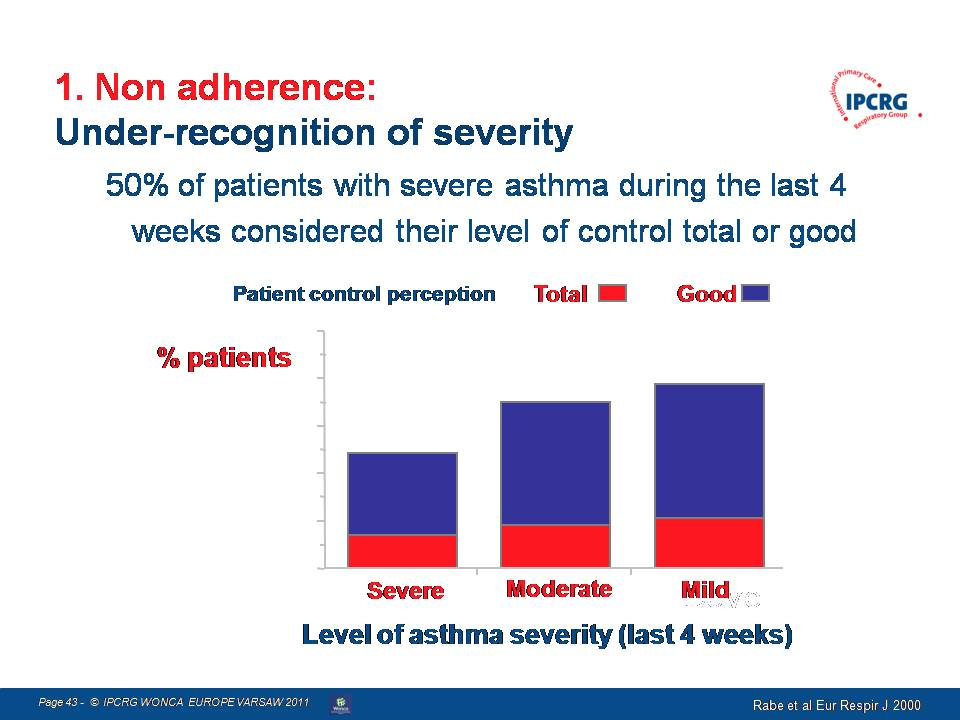 1. Non adherence:
Under-recognition of severity
International Primary Care
IPCRG
Respiratory Group
50% of patients with severe asthma during the last 4
weeks considered their level of control total or good
Patient control perception Total Good
% patients
Severe Moderate Mild
Level of asthma severity (last 4 weeks)
Page 43 - © IPCRG WONCA EUROPE VARSAW 2011
Wonca
Rabe et al Eur Respir J 2000